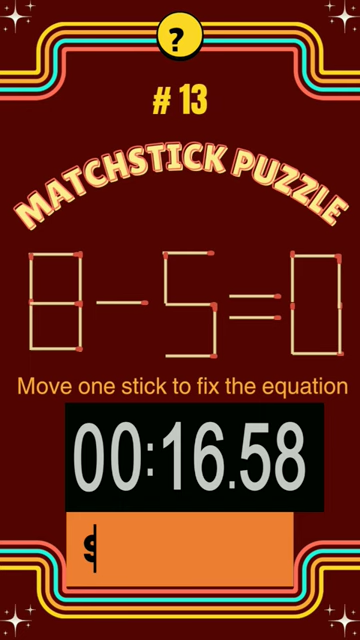 ?
# 13
MATCHSTICK PUZZLE
8-5=0
Move one stick to fix the equation
00:16.58